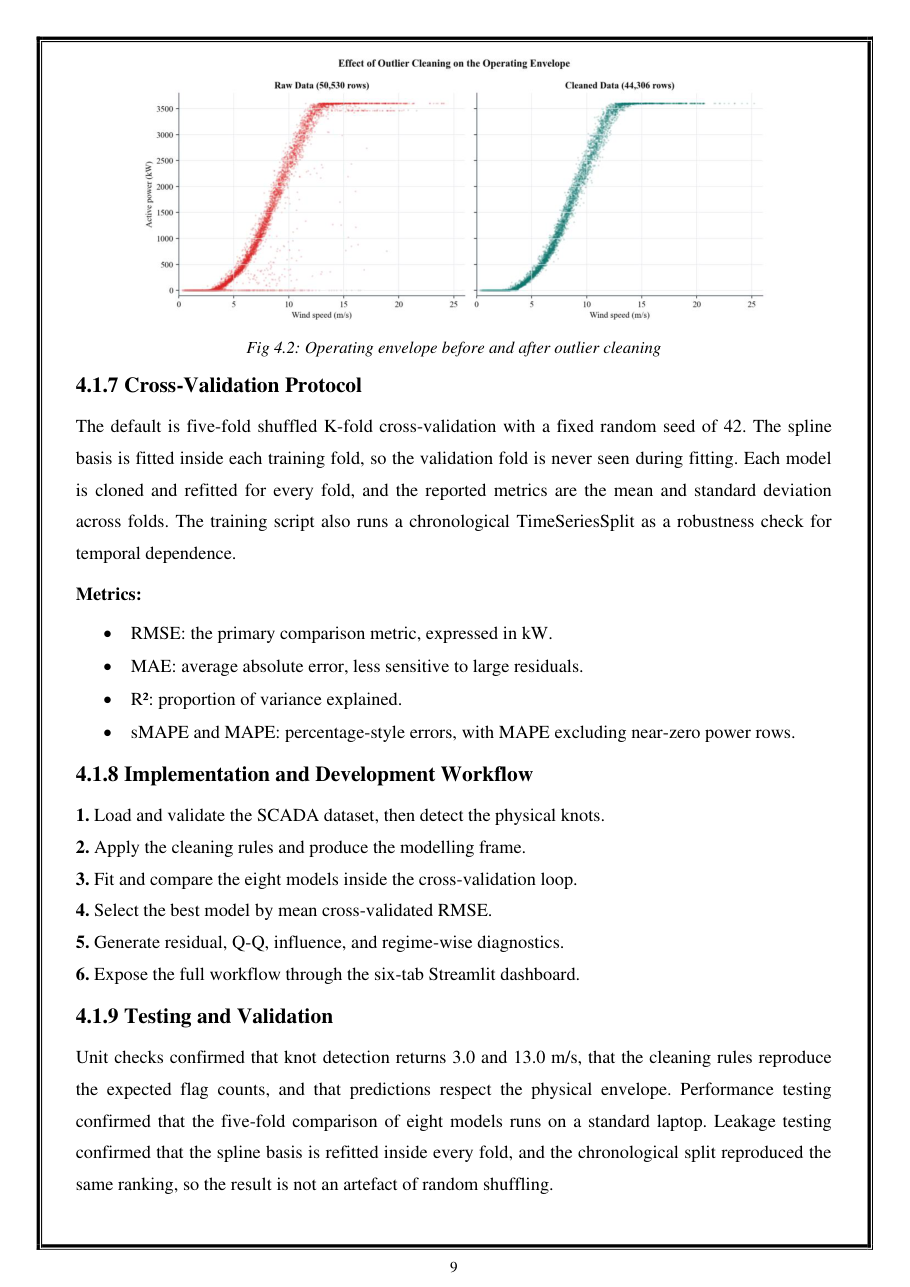 Effect of Outlier Cleaning on the Operating Envelope
Raw Data (50,530 rows)
Cleaned Data (44,306 rows)
Active power (kW)
3500
3000
2500
2000
1500
1000
500
0
0 5 10 15 20 25
0 5 10 15 20 25
Wind speed (m/s)
Wind speed (m/s)
Fig 4.2: Operating envelope before and after outlier cleaning
4.1.7 Cross-Validation Protocol
The default is five-fold shuffled K-fold cross-validation with a fixed random seed of 42. The spline
basis is fitted inside each training fold, so the validation fold is never seen during fitting. Each model
is cloned and refitted for every fold, and the reported metrics are the mean and standard deviation
across folds. The training script also runs a chronological TimeSeriesSplit as a robustness check for
temporal dependence.
Metrics:
• RMSE: the primary comparison metric, expressed in kW.
• MAE: average absolute error, less sensitive to large residuals.
• R²: proportion of variance explained.
• sMAPE and MAPE: percentage-style errors, with MAPE excluding near-zero power rows.
4.1.8 Implementation and Development Workflow
1. Load and validate the SCADA dataset, then detect the physical knots.
2. Apply the cleaning rules and produce the modelling frame.
3. Fit and compare the eight models inside the cross-validation loop.
4. Select the best model by mean cross-validated RMSE.
5. Generate residual, Q-Q, influence, and regime-wise diagnostics.
6. Expose the full workflow through the six-tab Streamlit dashboard.
4.1.9 Testing and Validation
Unit checks confirmed that knot detection returns 3.0 and 13.0 m/s, that the cleaning rules reproduce
the expected flag counts, and that predictions respect the physical envelope. Performance testing
confirmed that the five-fold comparison of eight models runs on a standard laptop. Leakage testing
confirmed that the spline basis is refitted inside every fold, and the chronological split reproduced the
same ranking, so the result is not an artefact of random shuffling.
9